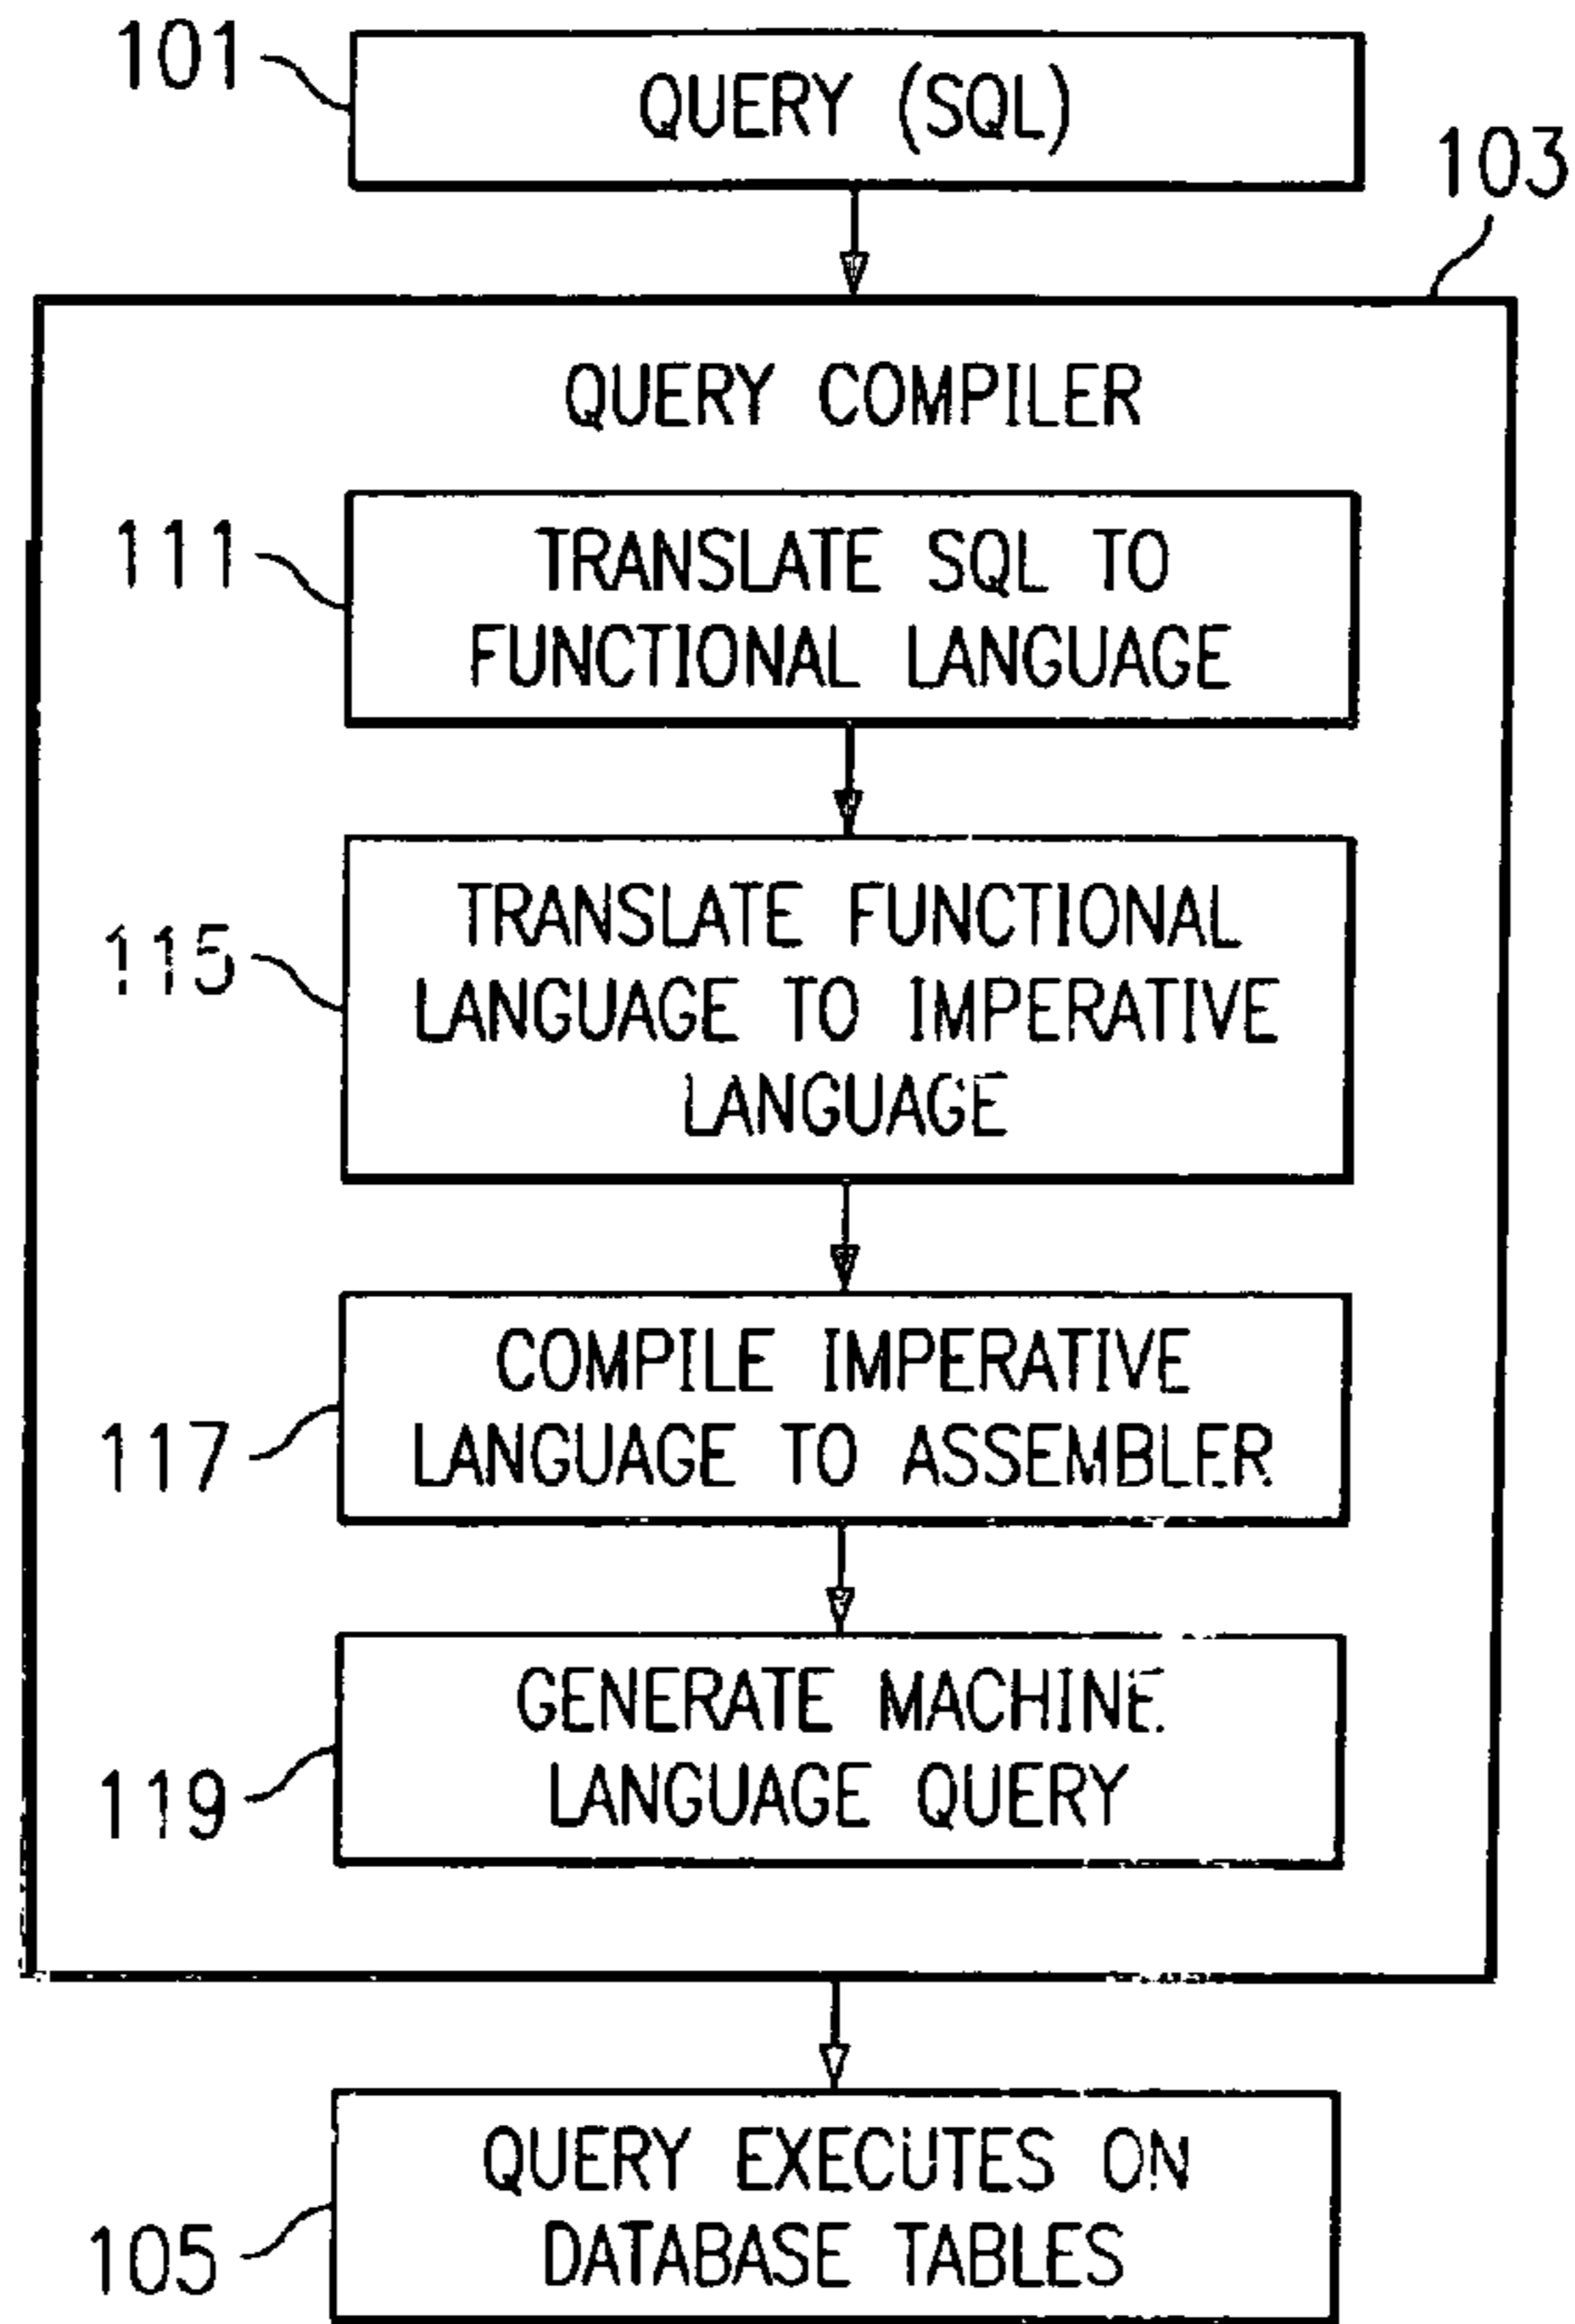 101
QUERY (SQL)
103
QUERY COMPILER
111
TRANSLATE SQL TO
FUNCTIONAL LANGUAGE
115
TRANSLATE FUNCTIONAL
LANGUAGE TO IMPERATIVE
LANGUAGE
117
COMPILE IMPERATIVE
LANGUAGE TO ASSEMBLER
119
GENERATE MACHINE
LANGUAGE QUERY
105
QUERY EXECUTES ON
DATABASE TABLES